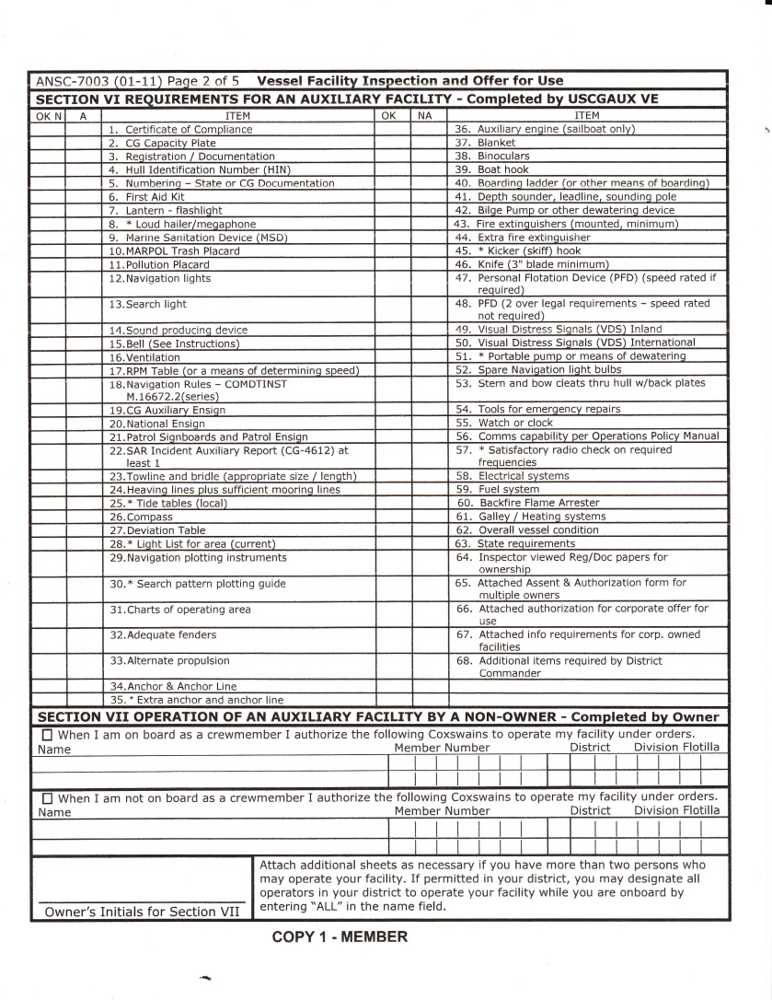 ANSC-7003 (01-11) Page 2 of 5 Vessel Facility Inspection and Offer for Use
SECTION VI REQUIREMENTS FOR AN AUXILIARY FACILITY - Completed by USCGAUX VE
OK N A ITEM
1. Certificate of Compliance
2. CG Capacity Plate
3. Registration / Documentation
4. Hull Identification Number (HIN)
5. Numbering – State or CG Documentation
6. First Aid Kit
7. Lantern - flashlight
8. * Loud hailer/megaphone
9. Marine Sanitation Device (MSD)
10.MARPOL Trash Placard
11.Pollution Placard
12.Navigation lights
13.Search light
14.Sound producing device
15.Bell (See Instructions)
16.Ventilation
17.RPM Table (or a means of determining speed)
18.Navigation Rules – COMDTINST
M.16672.2(series)
19.CG Auxiliary Ensign
20.National Ensign
21.Patrol Signboards and Patrol Ensign
22.SAR Incident Auxiliary Report (CG-4612) at
least 1
23.Towline and bridle (appropriate size / length)
24.Heaving lines plus sufficient mooring lines
25.* Tide tables (local)
26.Compass
27.Deviation Table
28.* Light List for area (current)
29.Navigation plotting instruments
30.* Search pattern plotting guide
31.Charts of operating area
32.Adequate fenders
33.Alternate propulsion
34.Anchor & Anchor Line
35.* Extra anchor and anchor line
OK NA ITEM
36. Auxiliary engine (sailboat only)
37. Blanket
38. Binoculars
39. Boat hook
40. Boarding ladder (or other means of boarding)
41. Depth sounder, leadline, sounding pole
42. Bilge Pump or other dewatering device
43. Fire extinguishers (mounted, minimum)
44. Extra fire extinguisher
45. * Kicker (skiff) hook
46. Knife (3" blade minimum)
47. Personal Flotation Device (PFD) (speed rated if
required)
48. PFD (2 over legal requirements – speed rated
not required)
49. Visual Distress Signals (VDS) Inland
50. Visual Distress Signals (VDS) International
51. * Portable pump or means of dewatering
52. Spare Navigation light bulbs
53. Stern and bow cleats thru hull w/back plates
54. Tools for emergency repairs
55. Watch or clock
56. Comms capability per Operations Policy Manual
57. * Satisfactory radio check on required
frequencies
58. Electrical systems
59. Fuel system
60. Backfire Flame Arrester
61. Galley / Heating systems
62. Overall vessel condition
63. State requirements
64. Inspector viewed Reg/Doc papers for
ownership
65. Attached Assent & Authorization form for
multiple owners
66. Attached authorization for corporate offer for
use
67. Attached info requirements for corp. owned
facilities
68. Additional items required by District
Commander
SECTION VII OPERATION OF AN AUXILIARY FACILITY BY A NON-OWNER - Completed by Owner
When I am on board as a crewmember I authorize the following Coxswains to operate my facility under orders.
Name Member Number District Division Flotilla
When I am not on board as a crewmember I authorize the following Coxswains to operate my facility under orders.
Name Member Number District Division Flotilla
Owner's Initials for Section VII
Attach additional sheets as necessary if you have more than two persons who
may operate your facility. If permitted in your district, you may designate all
operators in your district to operate your facility while you are onboard by
entering "ALL" in the name field.
COPY 1 - MEMBER